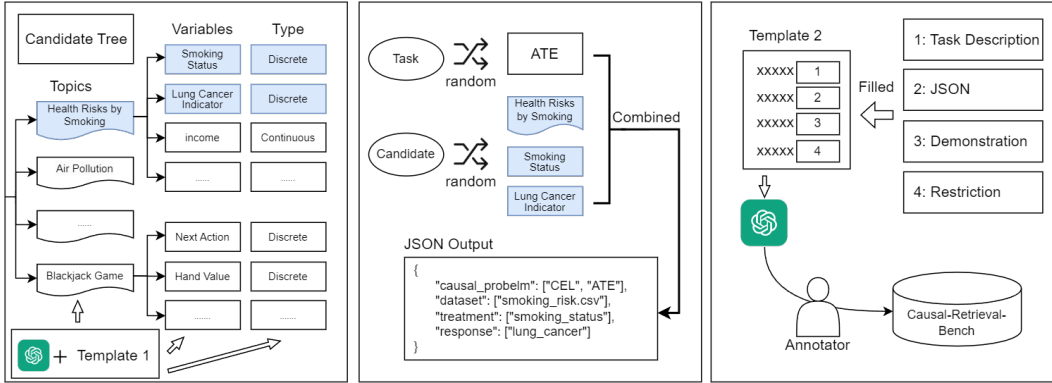 Candidate Tree
Variables
Type
Topics
Smoking
Status
Discrete
Lung Cancer
Indicator
Discrete
Health Risks by
Smoking
income
Continuous
Air Pollution
......
......
......
Next Action
Discrete
Blackjack Game
Hand Value
Discrete
........
........
+ Template 1
Task
random
ATE
Health Risks
by Smoking
Combined
Candidate
random
Smoking
Status
Lung Cancer
Indicator
JSON Output
{
"causal_probelm": ["CEL", "ATE"],
"dataset": ["smoking_risk.csv"],
"treatment": ["smoking_status"],
"response": ["lung_cancer"]
}
Template 2
xxxxx 1
xxxxx 2
xxxxx 3
xxxxx 4
Filled
1: Task Description
2: JSON
3: Demonstration
4: Restriction
Annotator
Causal-Retrieval-
Bench